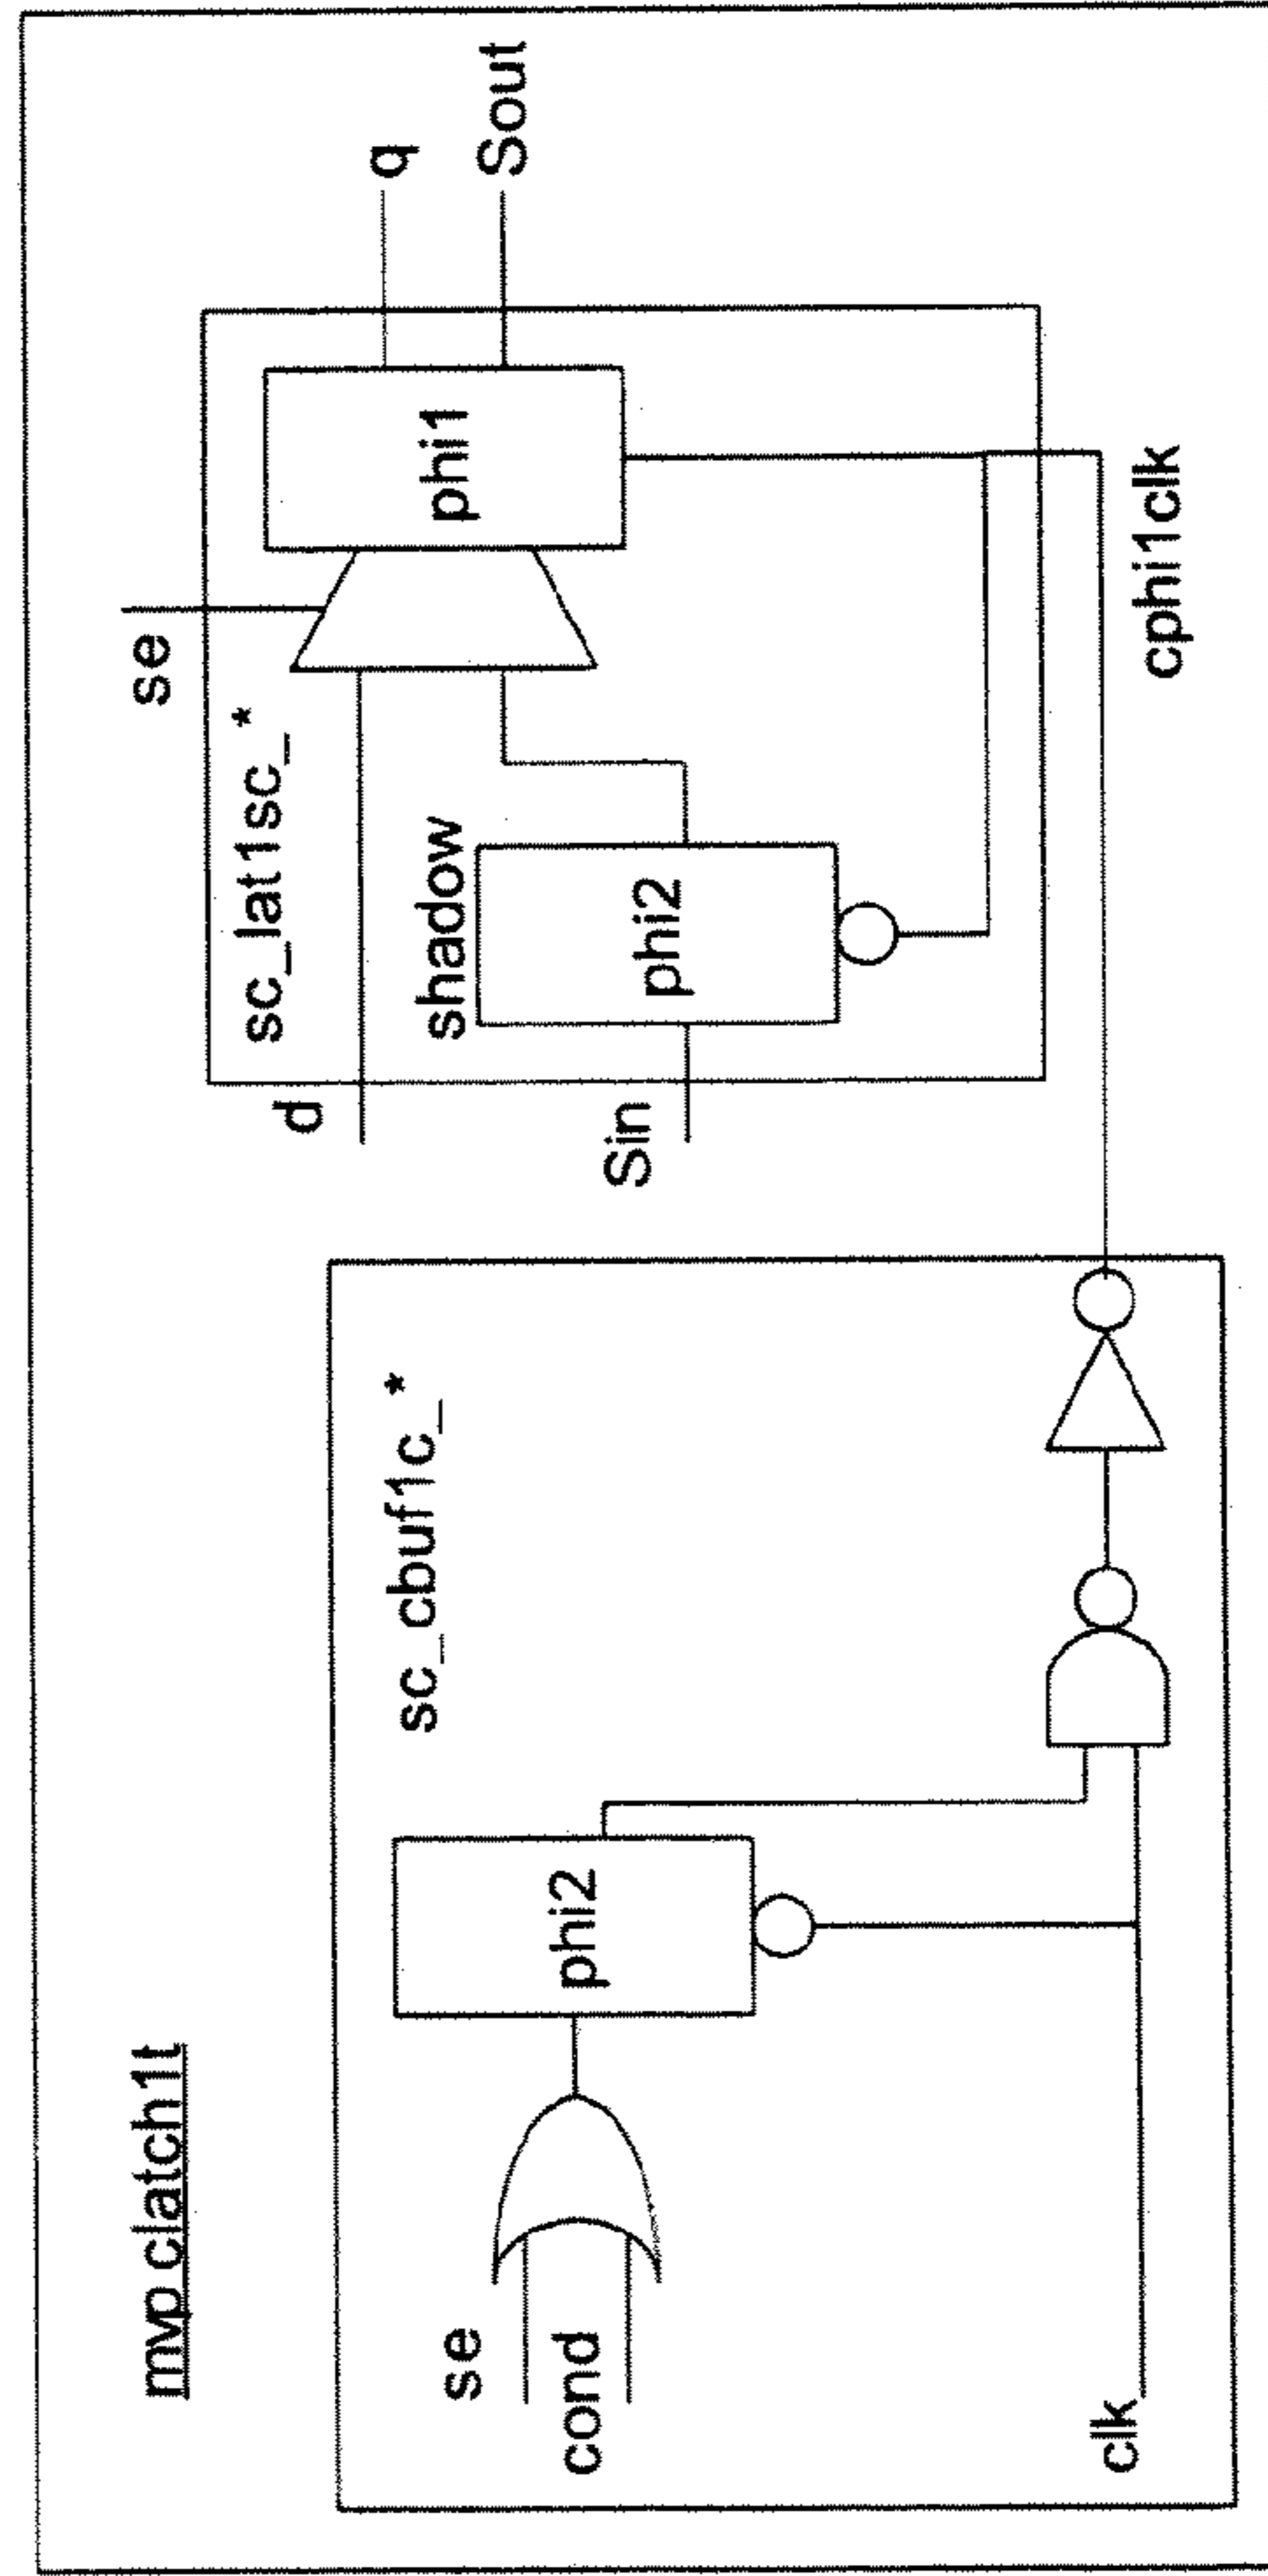 mvp clatch1t
sc_cbuf1c_*
se
cond
phi2
clk
sc_lat1sc_*
se
d
shadow
Sin
phi2
phi1
q
Sout
cphi1clk